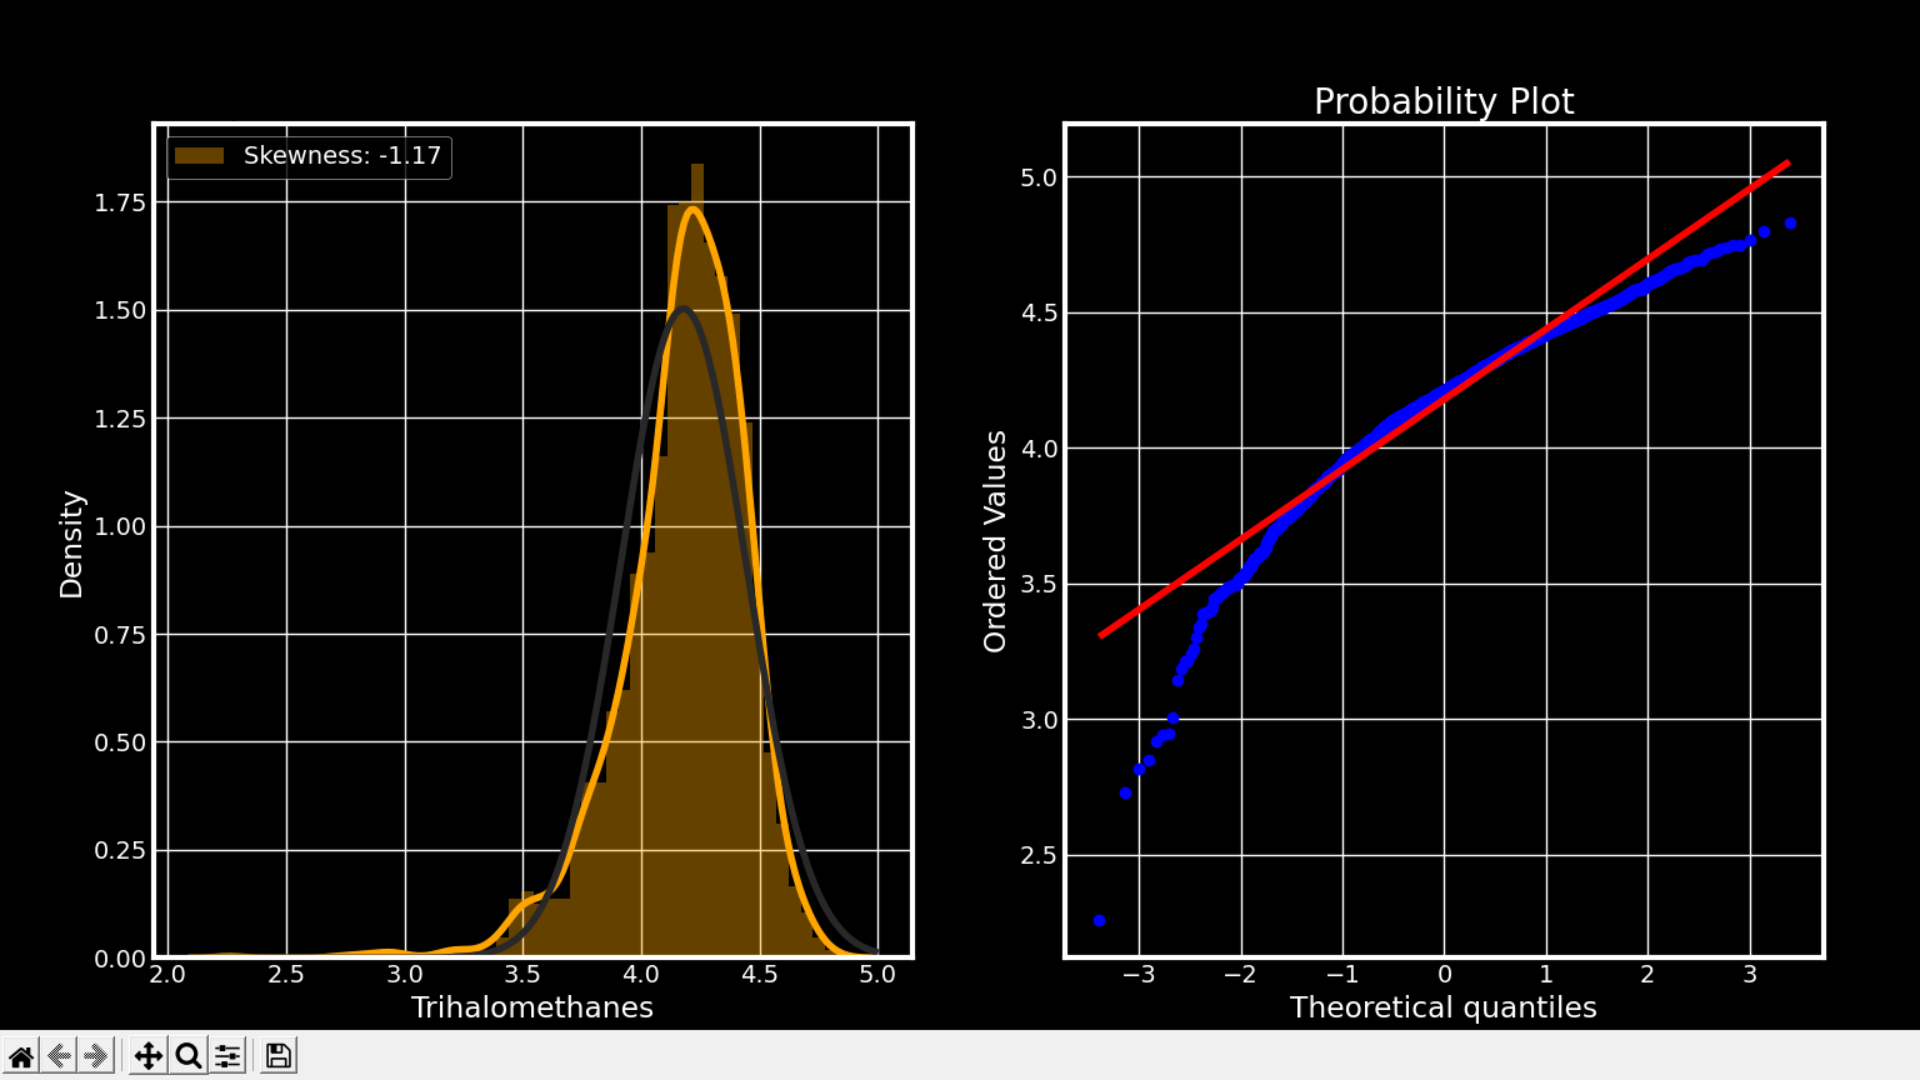 Skewness: -1.17
1.75
1.50
1.25
1.00
0.75
0.50
0.25
0.00
Density
2.0 2.5 3.0 3.5 4.0 4.5 5.0
Trihalomethanes
Probability Plot
5.0
4.5
4.0
3.5
3.0
2.5
Ordered Values
−3 −2 −1 0 1 2 3
Theoretical quantiles